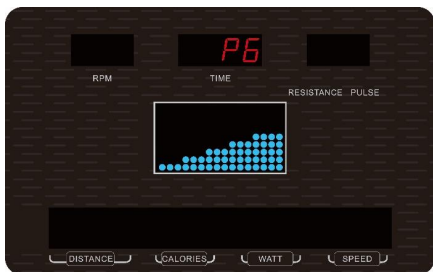 P6
RPM TIME
RESISTANCE PULSE
DISTANCE CALORIES WATT SPEED